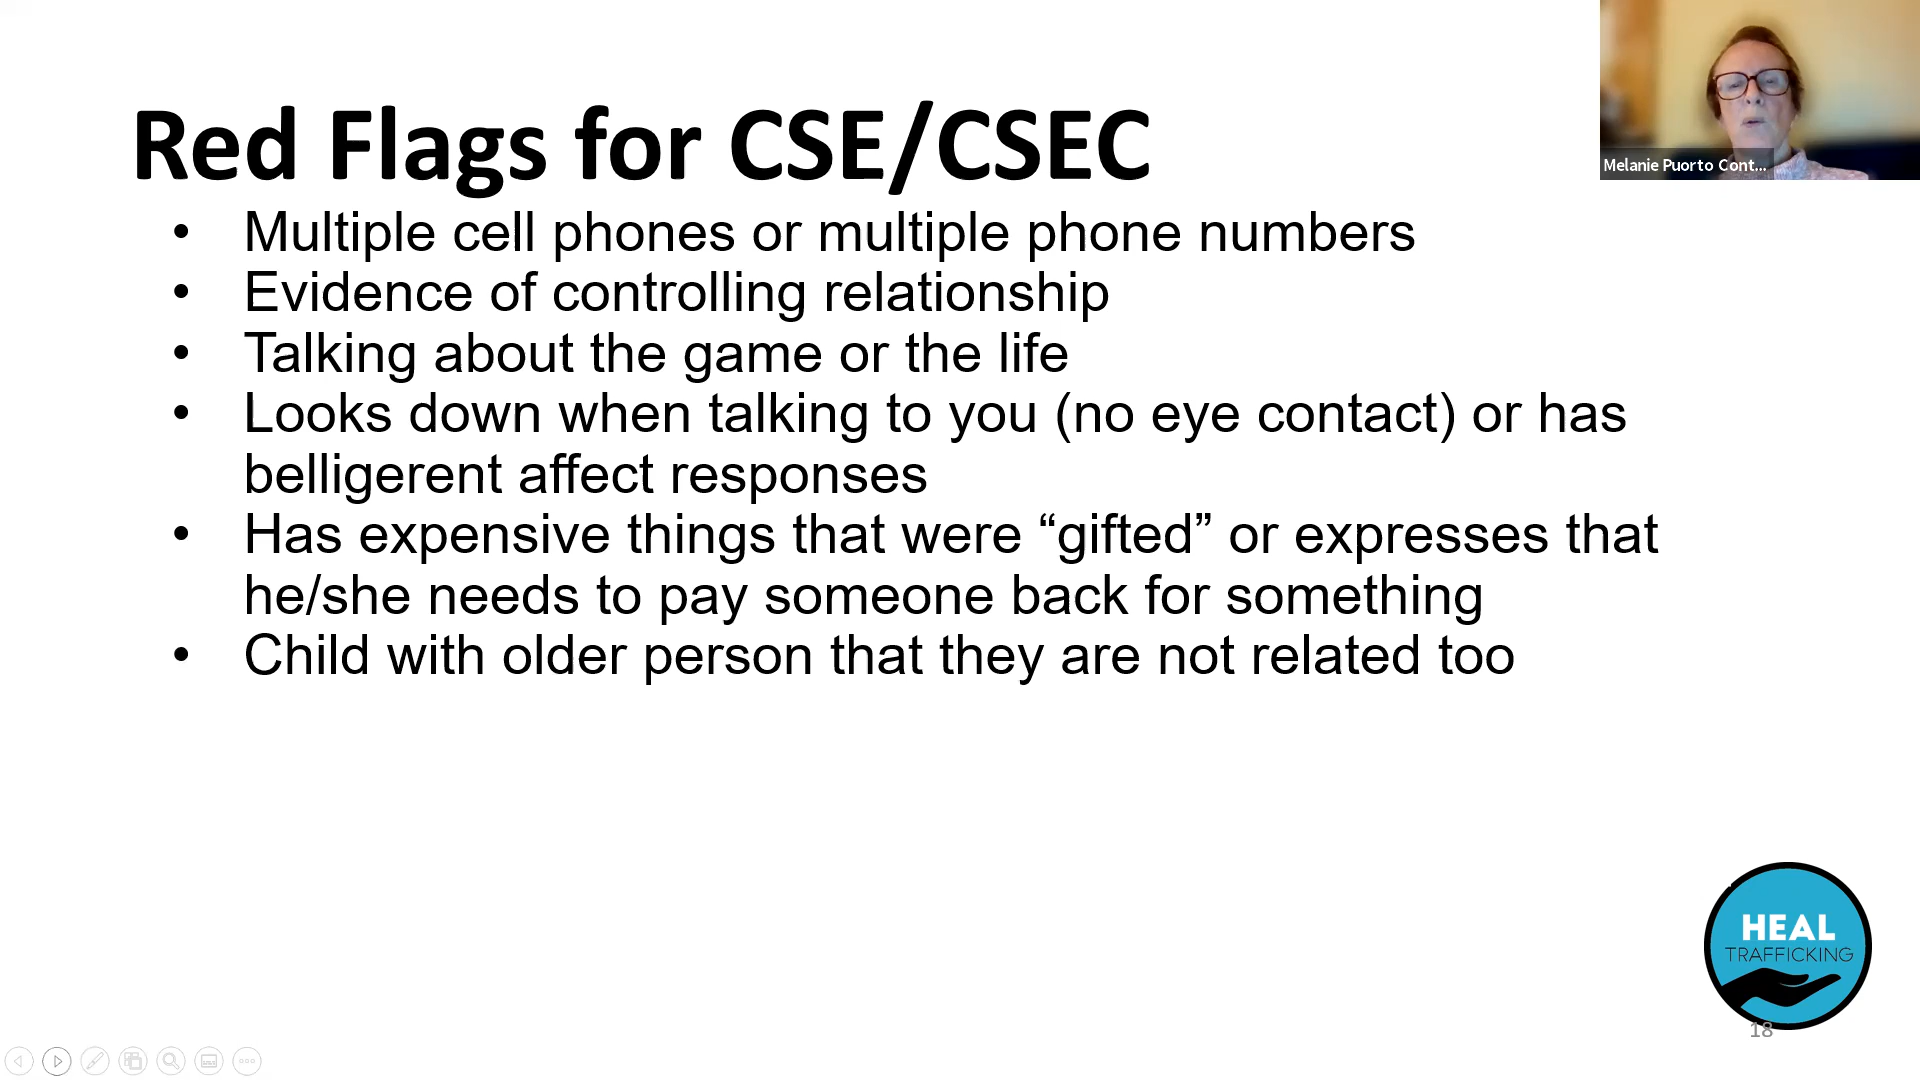 Red Flags for CSE/CSEC
• Multiple cell phones or multiple phone numbers
• Evidence of controlling relationship
• Talking about the game or the life
• Looks down when talking to you (no eye contact) or has
belligerent affect responses
• Has expensive things that were “gifted” or expresses that
he/she needs to pay someone back for something
• Child with older person that they are not related too
Melanie Puorto Cont...
HEAL
TRAFFICKING
18